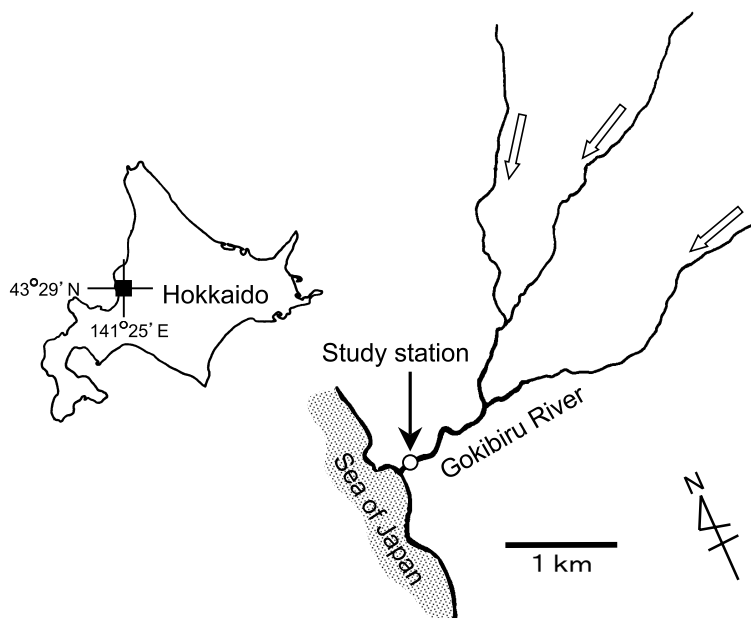 43°29' N
Hokkaido
141°25' E
Study station
Gokibiru River
Sea of Japan
N
1 km